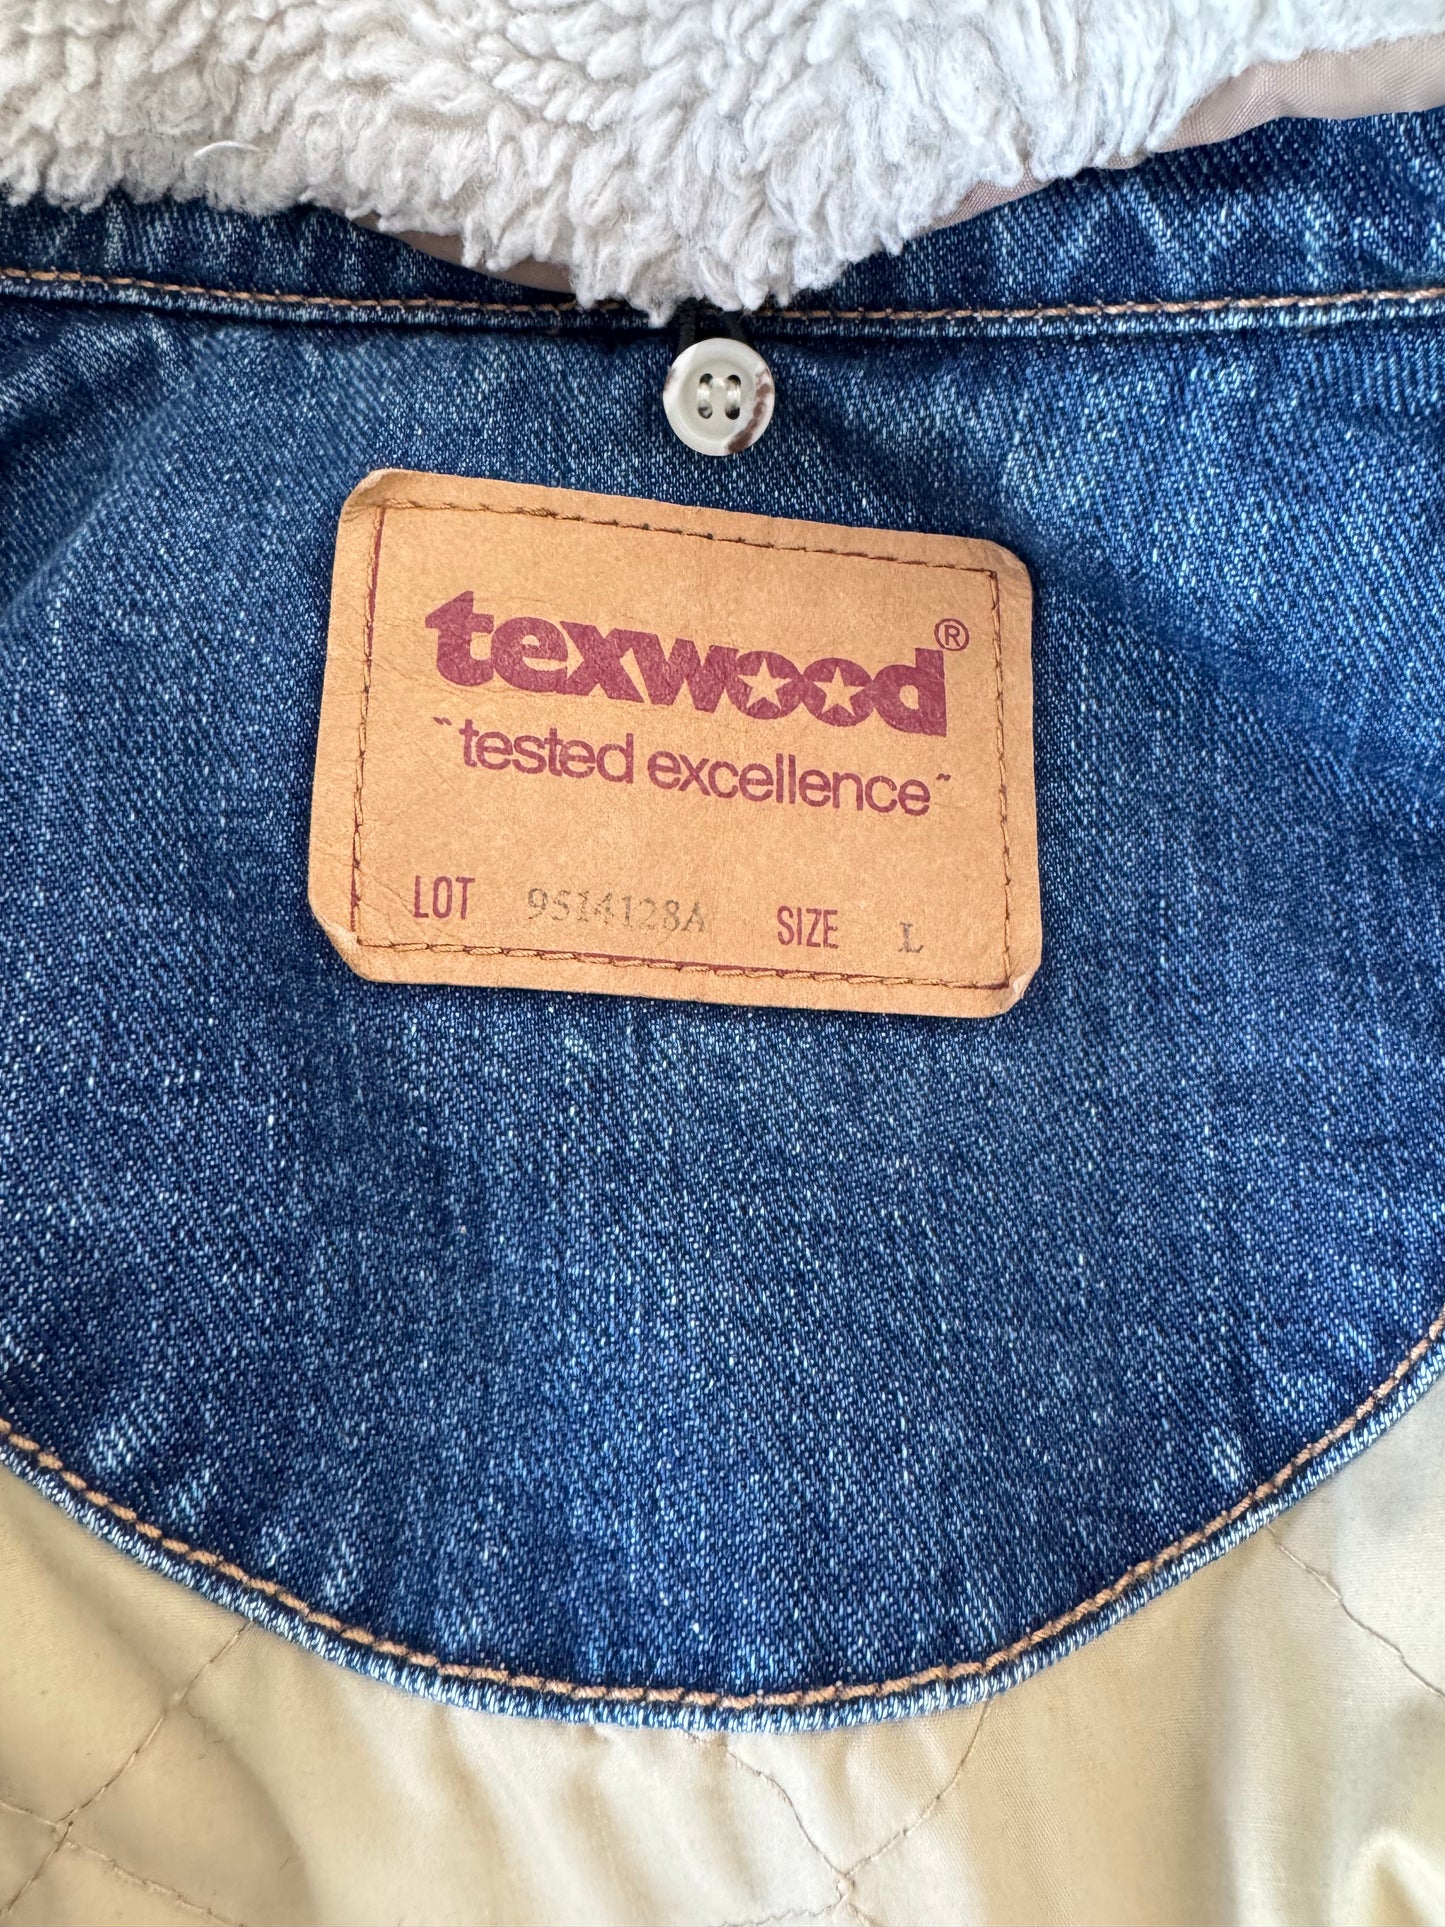 texwood®
"tested excellence"
LOT 9514128A SIZE L